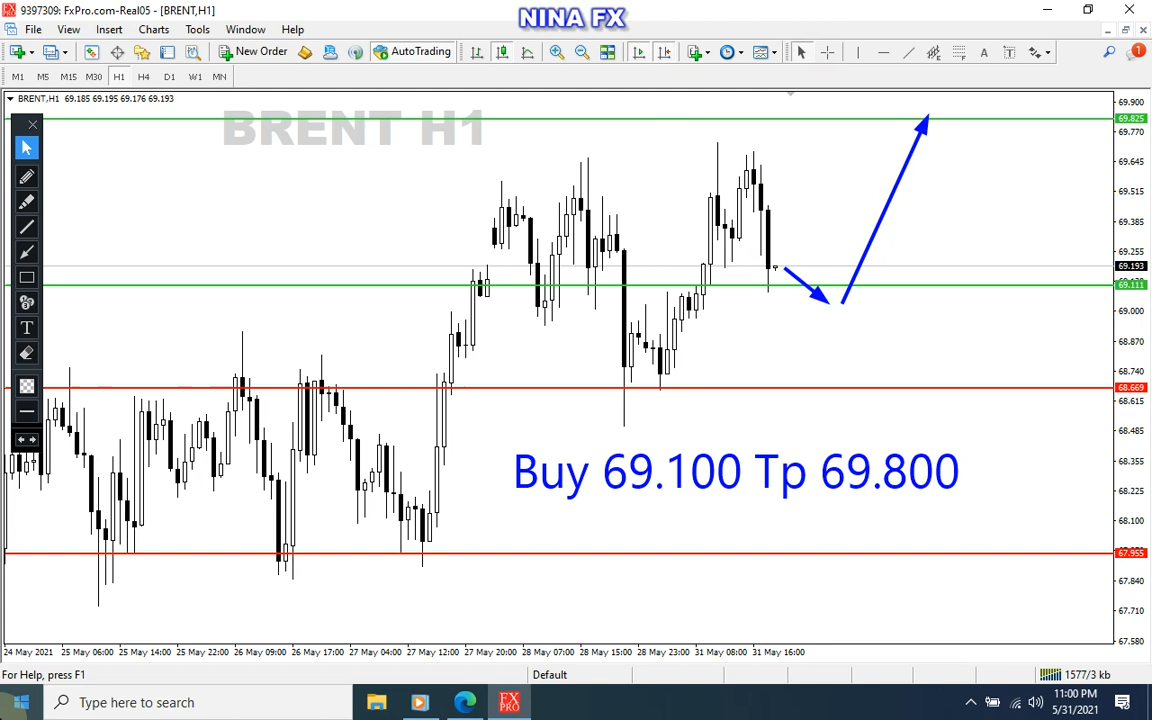 9397309: FxPro.com-Real05 - [BRENT,H1]
NINA FX
File View Insert Charts Tools Window Help
New Order AutoTrading
M1 M5 M15 M30 H1 H4 D1 W1 MN
BRENT,H1 69.185 69.195 69.176 69.193
BRENT H1
69.900
69.825
69.770
69.645
69.515
69.385
69.255
69.193
69.111
69.000
68.870
68.740
68.669
68.615
68.485
68.355
68.225
68.100
67.955
67.840
67.710
67.580
Buy 69.100 Tp 69.800
24 May 2021 25 May 06:00 25 May 14:00 25 May 22:00 26 May 09:00 26 May 17:00 27 May 04:00 27 May 12:00 27 May 20:00 28 May 07:00 28 May 15:00 28 May 23:00 31 May 08:00 31 May 16:00
For Help, press F1 Default 1577/3 kb
Type here to search
FX PRO
11:00 PM
5/31/2021